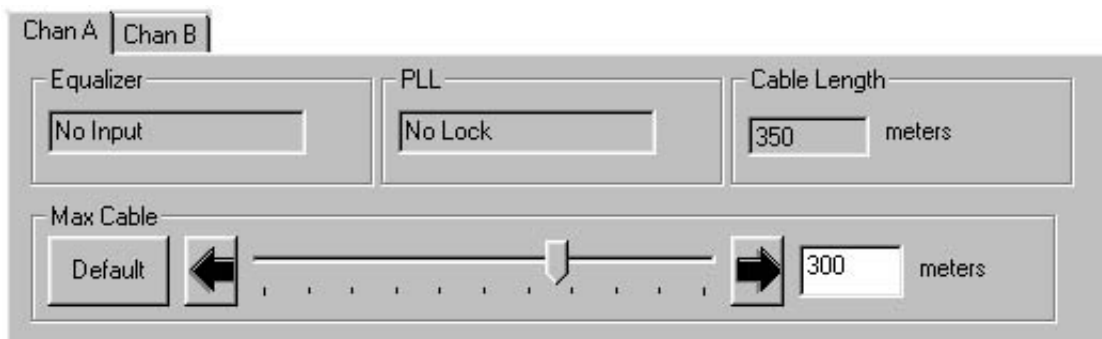 Chan A
Chan B
Equalizer
No Input
PLL
No Lock
Cable Length
350 meters
Max Cable
Default
300 meters